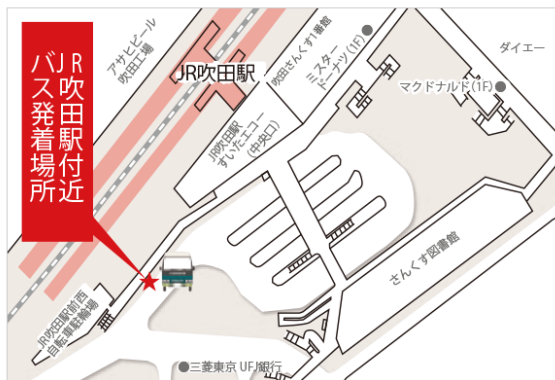 JR吹田駅付近
バス発着場所
アサヒビール
吹田工場
JR吹田駅
吹田さんくす1番館
ミスター
ドーナツ(1F)
ダイエー
マクドナルド(1F)
JR吹田駅
すいたエコー
(中央口)
さんくす図書館
JR吹田駅前西
自転車駐輪場
三菱東京UFJ銀行